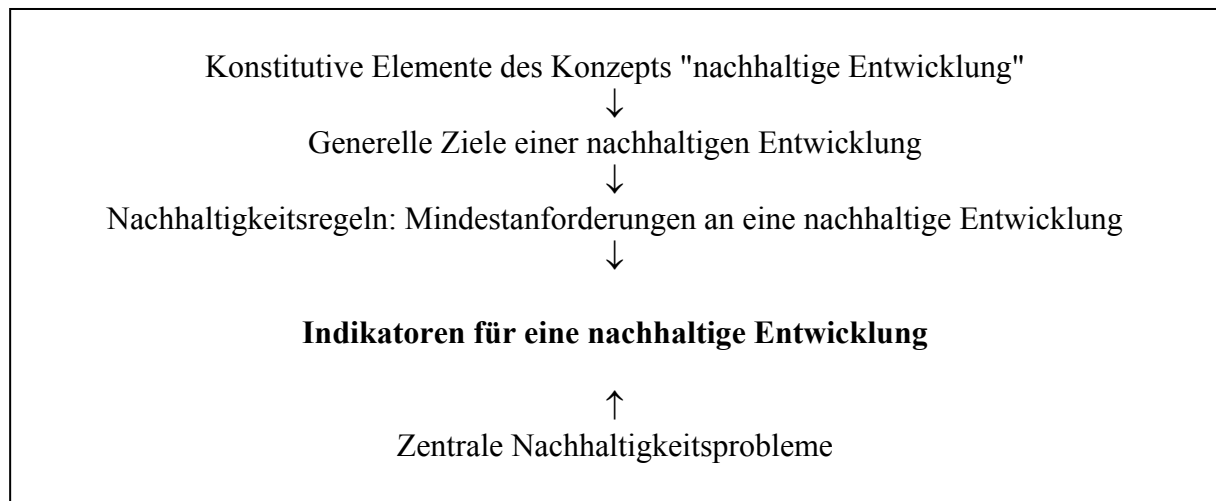 Konstitutive Elemente des Konzepts "nachhaltige Entwicklung"
↓
Generelle Ziele einer nachhaltigen Entwicklung
↓
Nachhaltigkeitsregeln: Mindestanforderungen an eine nachhaltige Entwicklung
↓
Indikatoren für eine nachhaltige Entwicklung
↑
Zentrale Nachhaltigkeitsprobleme